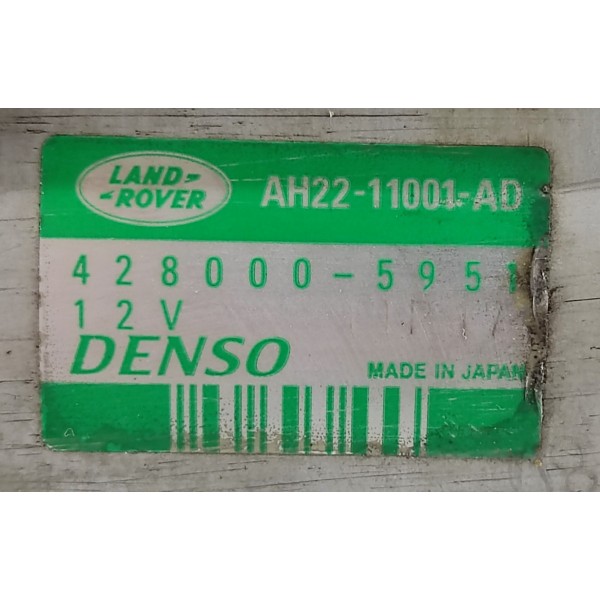 LAND-
-ROVER
AH22-11001-AD
428000-5951
12V
DENSO
MADE IN JAPAN